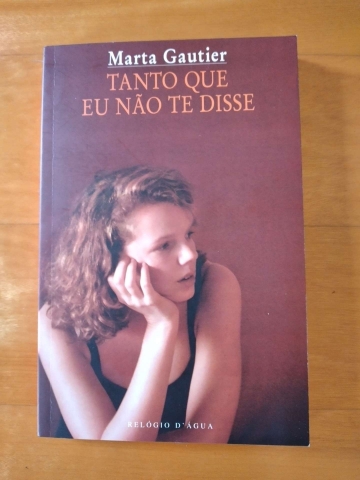 Marta Gautier
TANTO QUE
EU NÃO TE DISSE
RELÓGIO D'ÁGUA